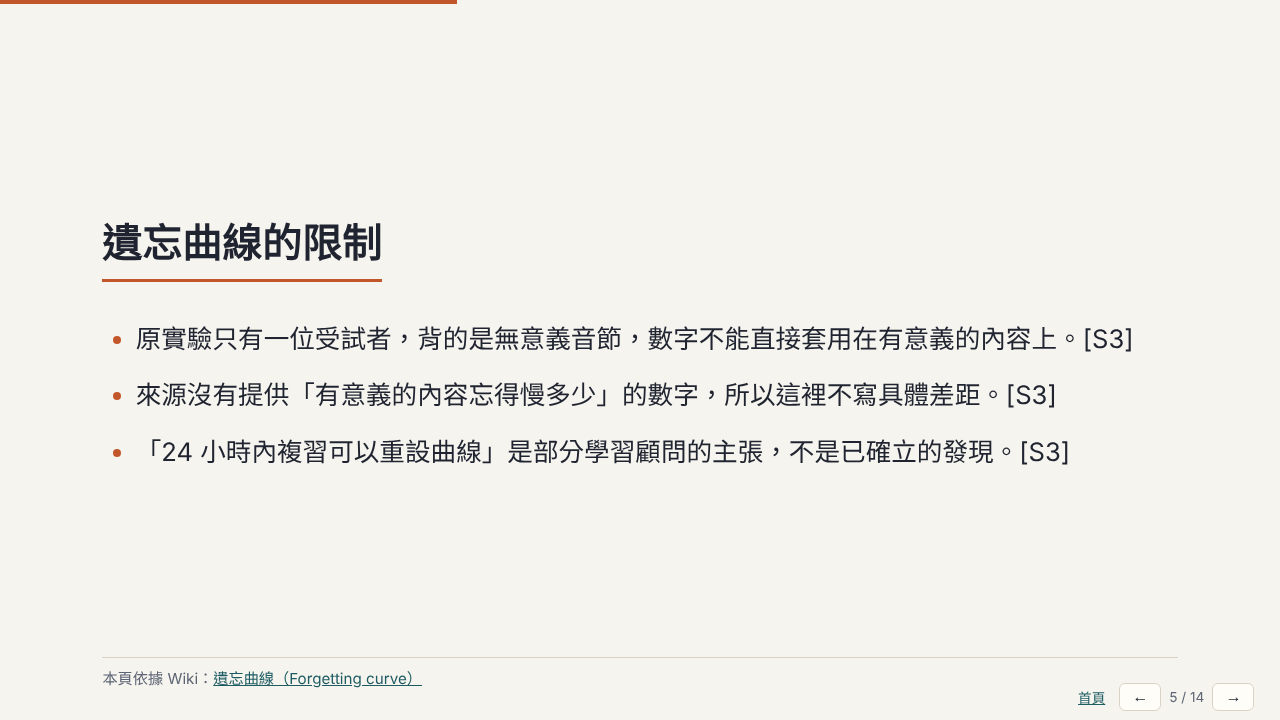 遺忘曲線的限制
原實驗只有一位受試者，背的是無意義音節，數字不能直接套用在有意義的內容上。[S3]
來源沒有提供「有意義的內容忘得慢多少」的數字，所以這裡不寫具體差距。[S3]
「24 小時內複習可以重設曲線」是部分學習顧問的主張，不是已確立的發現。[S3]
本頁依據 Wiki：遺忘曲線（Forgetting curve）
首頁 ← 5 / 14 →